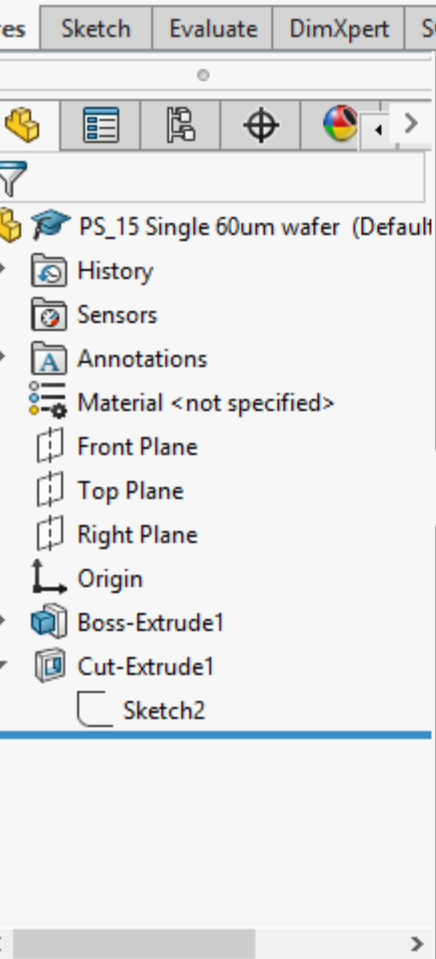 es Sketch Evaluate DimXpert S
PS_15 Single 60um wafer (Default
History
Sensors
A Annotations
Material <not specified>
Front Plane
Top Plane
Right Plane
Origin
Boss-Extrude1
Cut-Extrude1
Sketch2